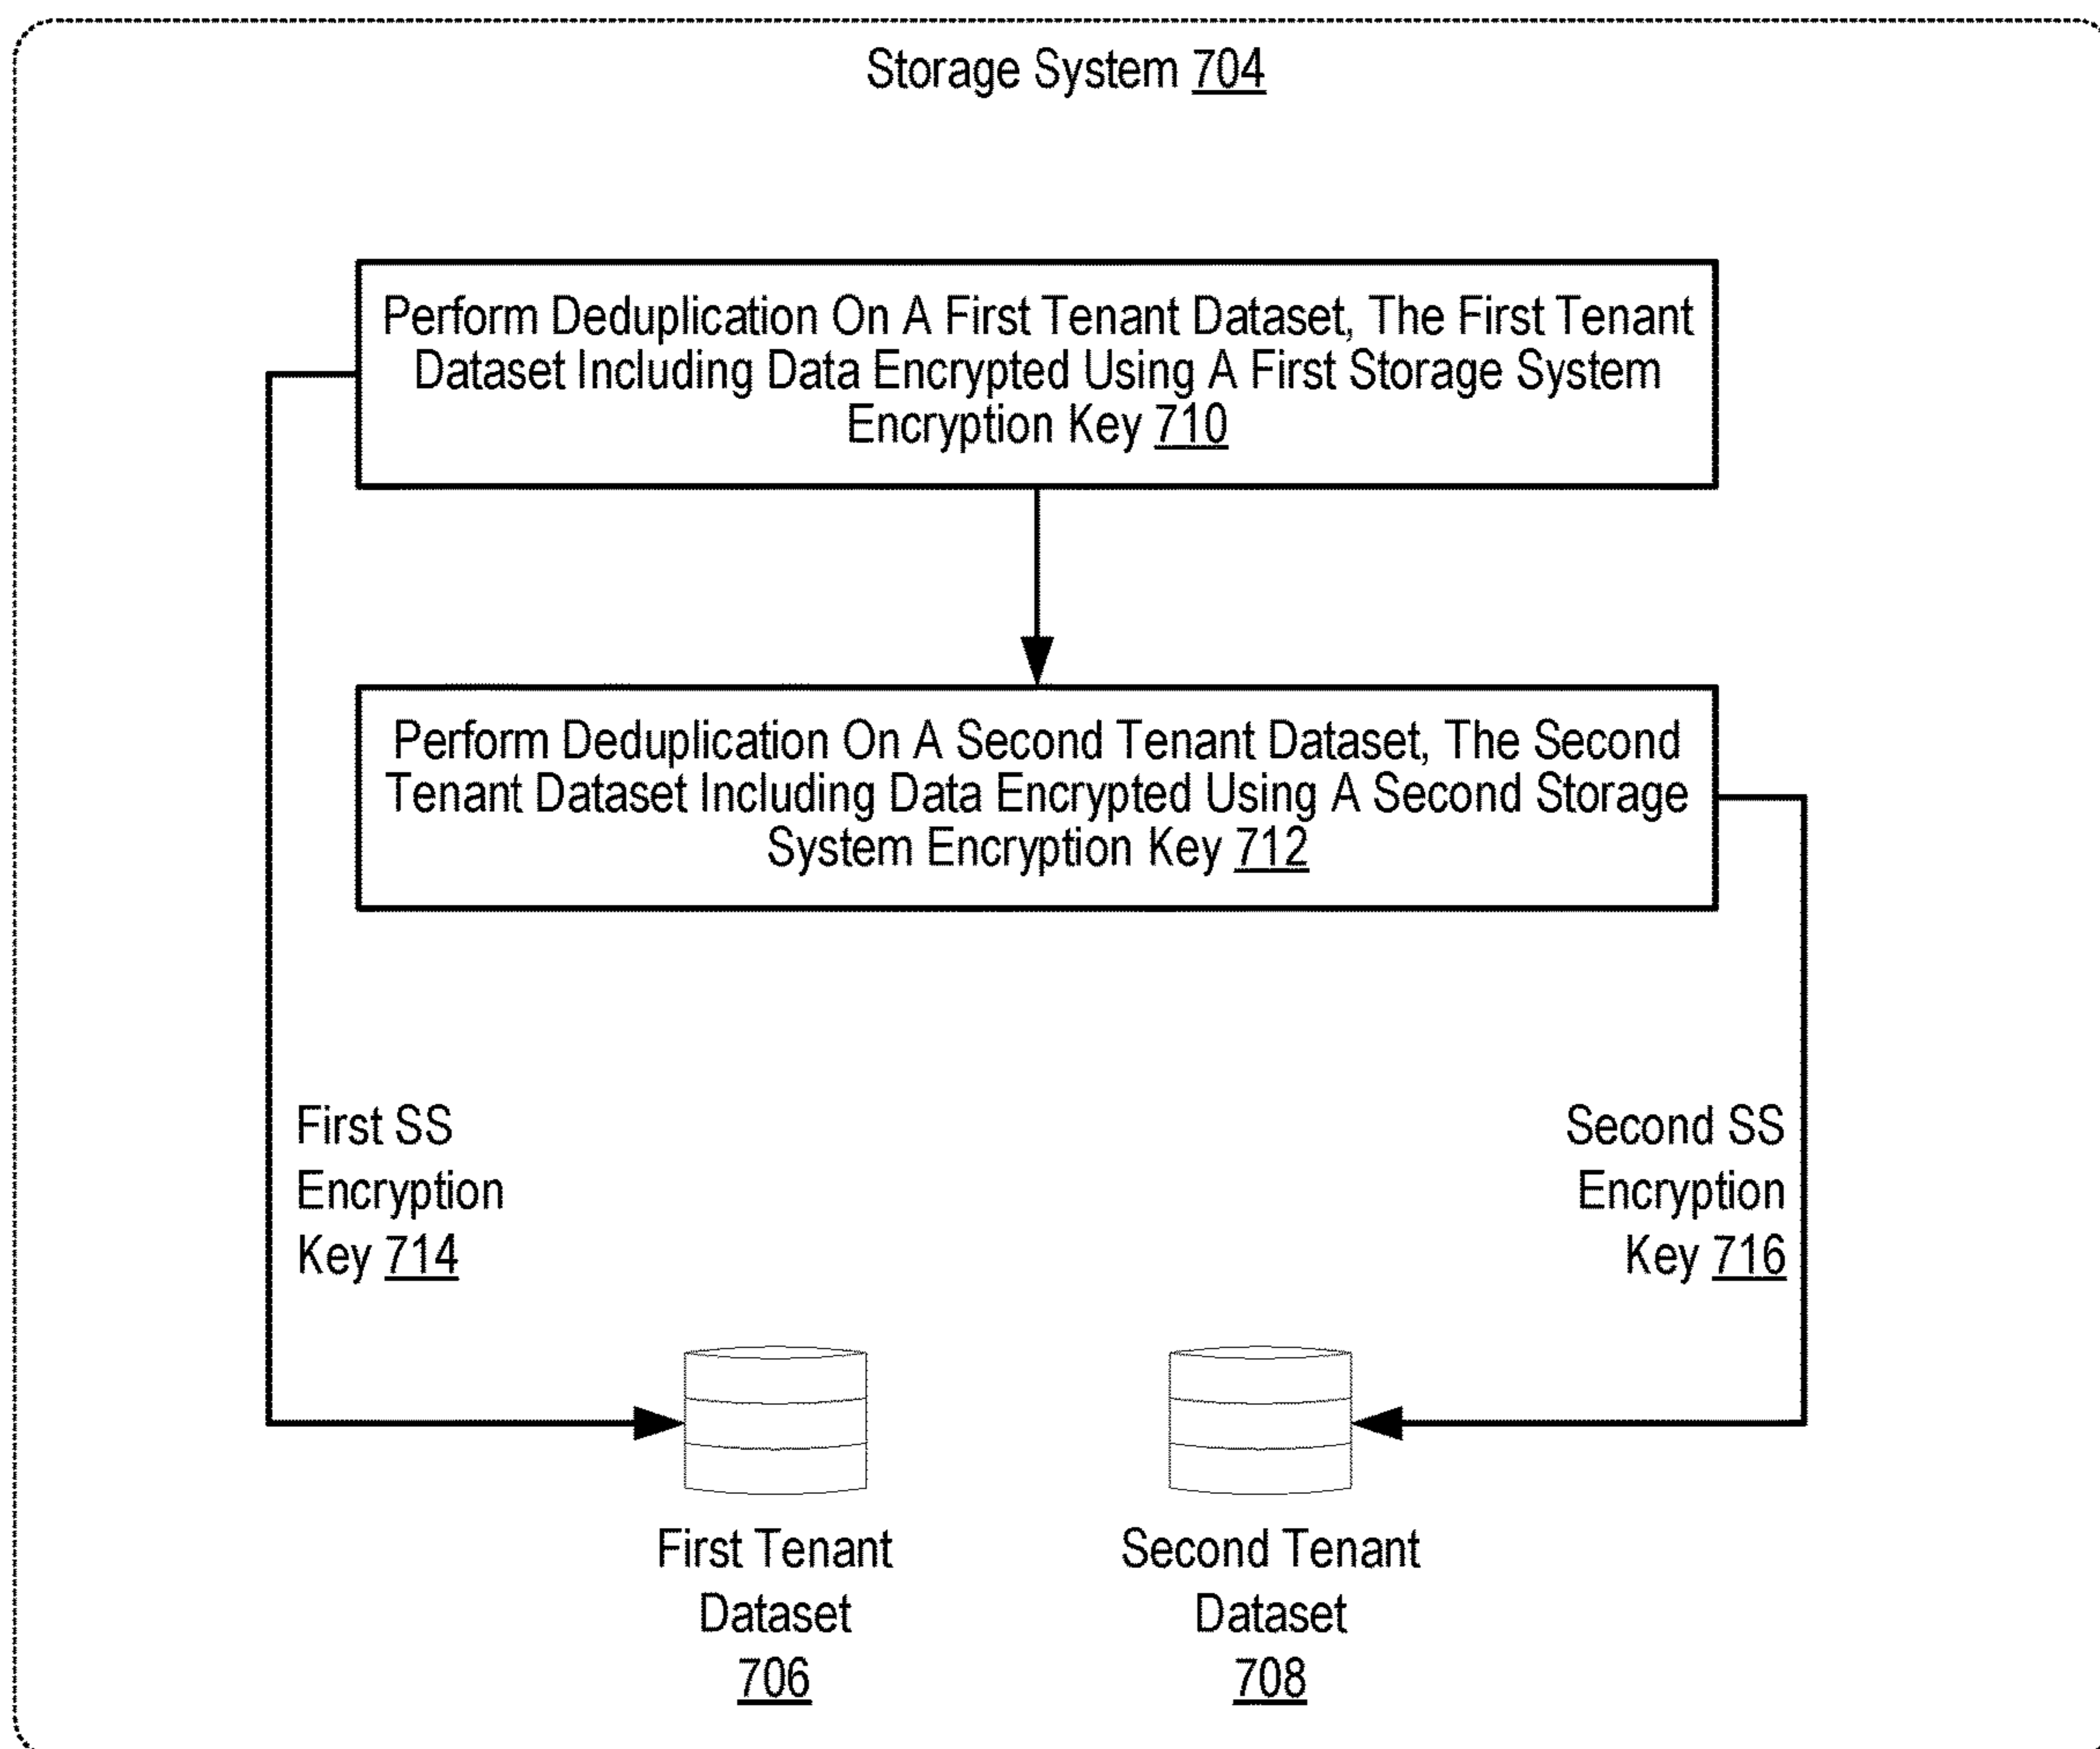 Storage System 704
Perform Deduplication On A First Tenant Dataset, The First Tenant
Dataset Including Data Encrypted Using A First Storage System
Encryption Key 710
Perform Deduplication On A Second Tenant Dataset, The Second
Tenant Dataset Including Data Encrypted Using A Second Storage
System Encryption Key 712
First SS
Encryption
Key 714
Second SS
Encryption
Key 716
First Tenant
Dataset
706
Second Tenant
Dataset
708